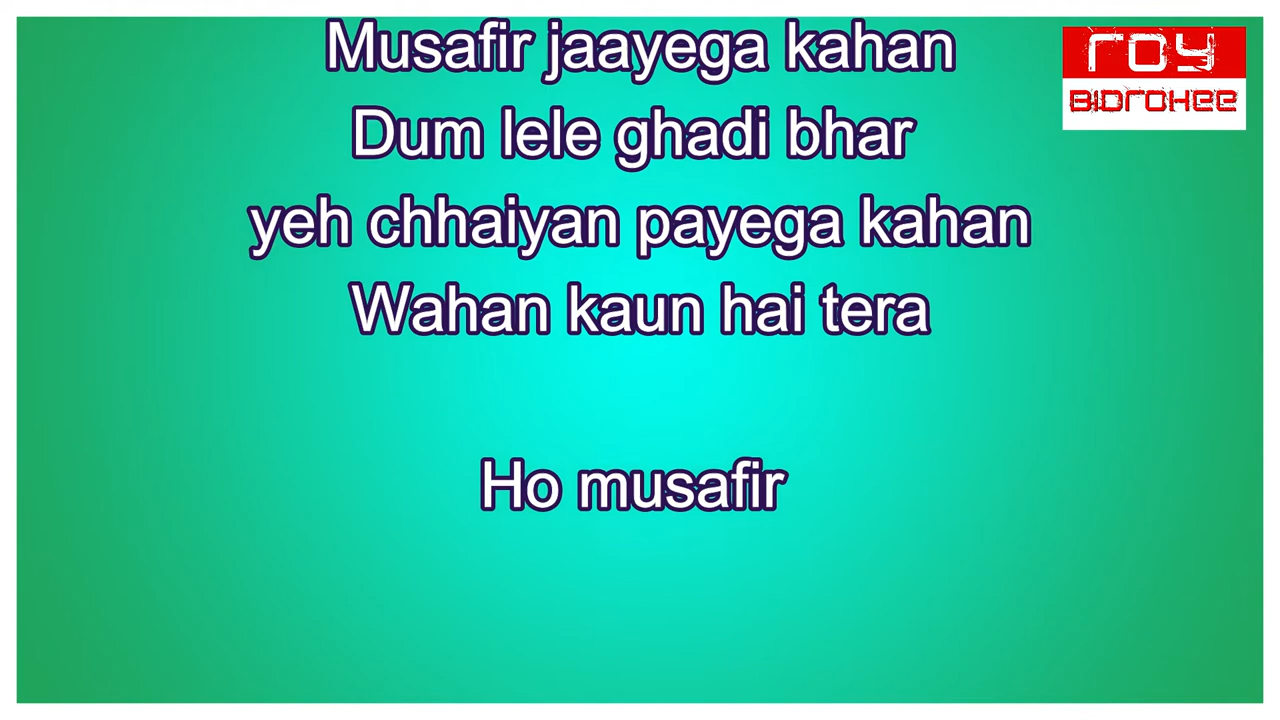 Musafir jaayega kahan
Dum lele ghadi bhar
yeh chhaiyan payega kahan
Wahan kaun hai tera
Ho musafir
ROY
BIDROHEE